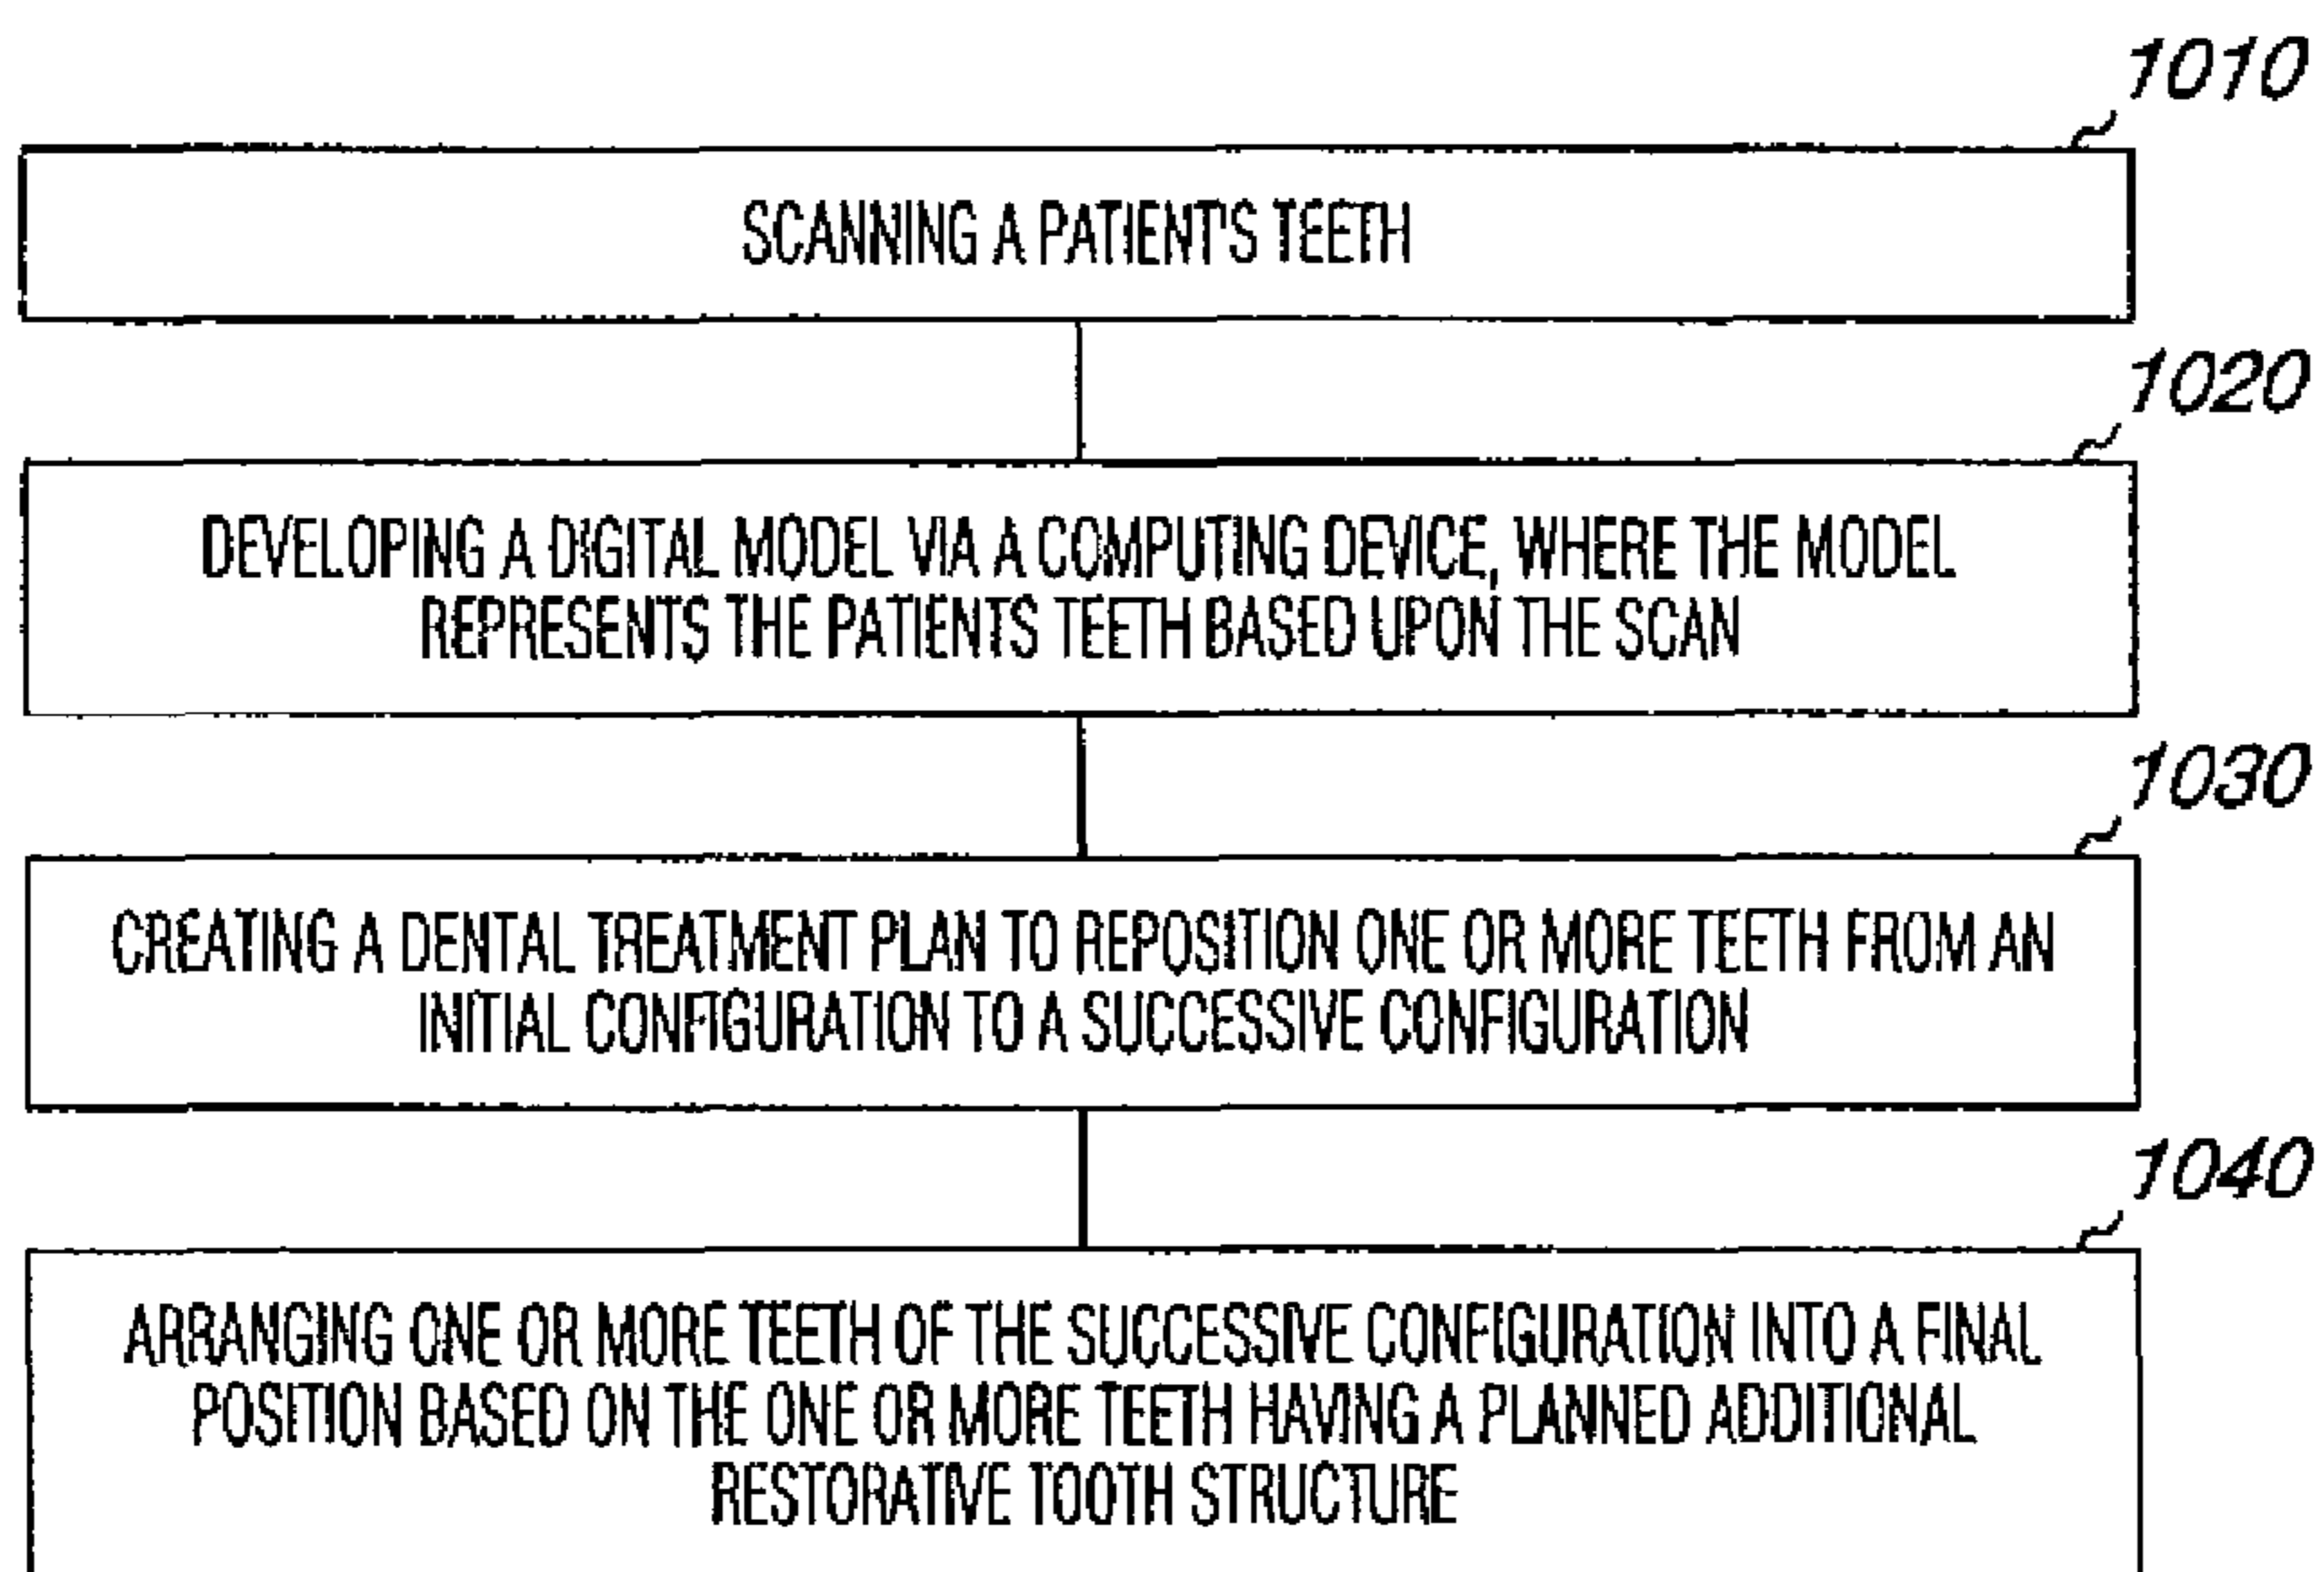 1010
SCANNING A PATIENT'S TEETH
1020
DEVELOPING A DIGITAL MODEL VIA A COMPUTING DEVICE, WHERE THE MODEL
REPRESENTS THE PATIENTS TEETH BASED UPON THE SCAN
1030
CREATING A DENTAL TREATMENT PLAN TO REPOSITION ONE OR MORE TEETH FROM AN
INITIAL CONFIGURATION TO A SUCCESSIVE CONFIGURATION
1040
ARRANGING ONE OR MORE TEETH OF THE SUCCESSIVE CONFIGURATION INTO A FINAL
POSITION BASED ON THE ONE OR MORE TEETH HAVING A PLANNED ADDITIONAL
RESTORATIVE TOOTH STRUCTURE